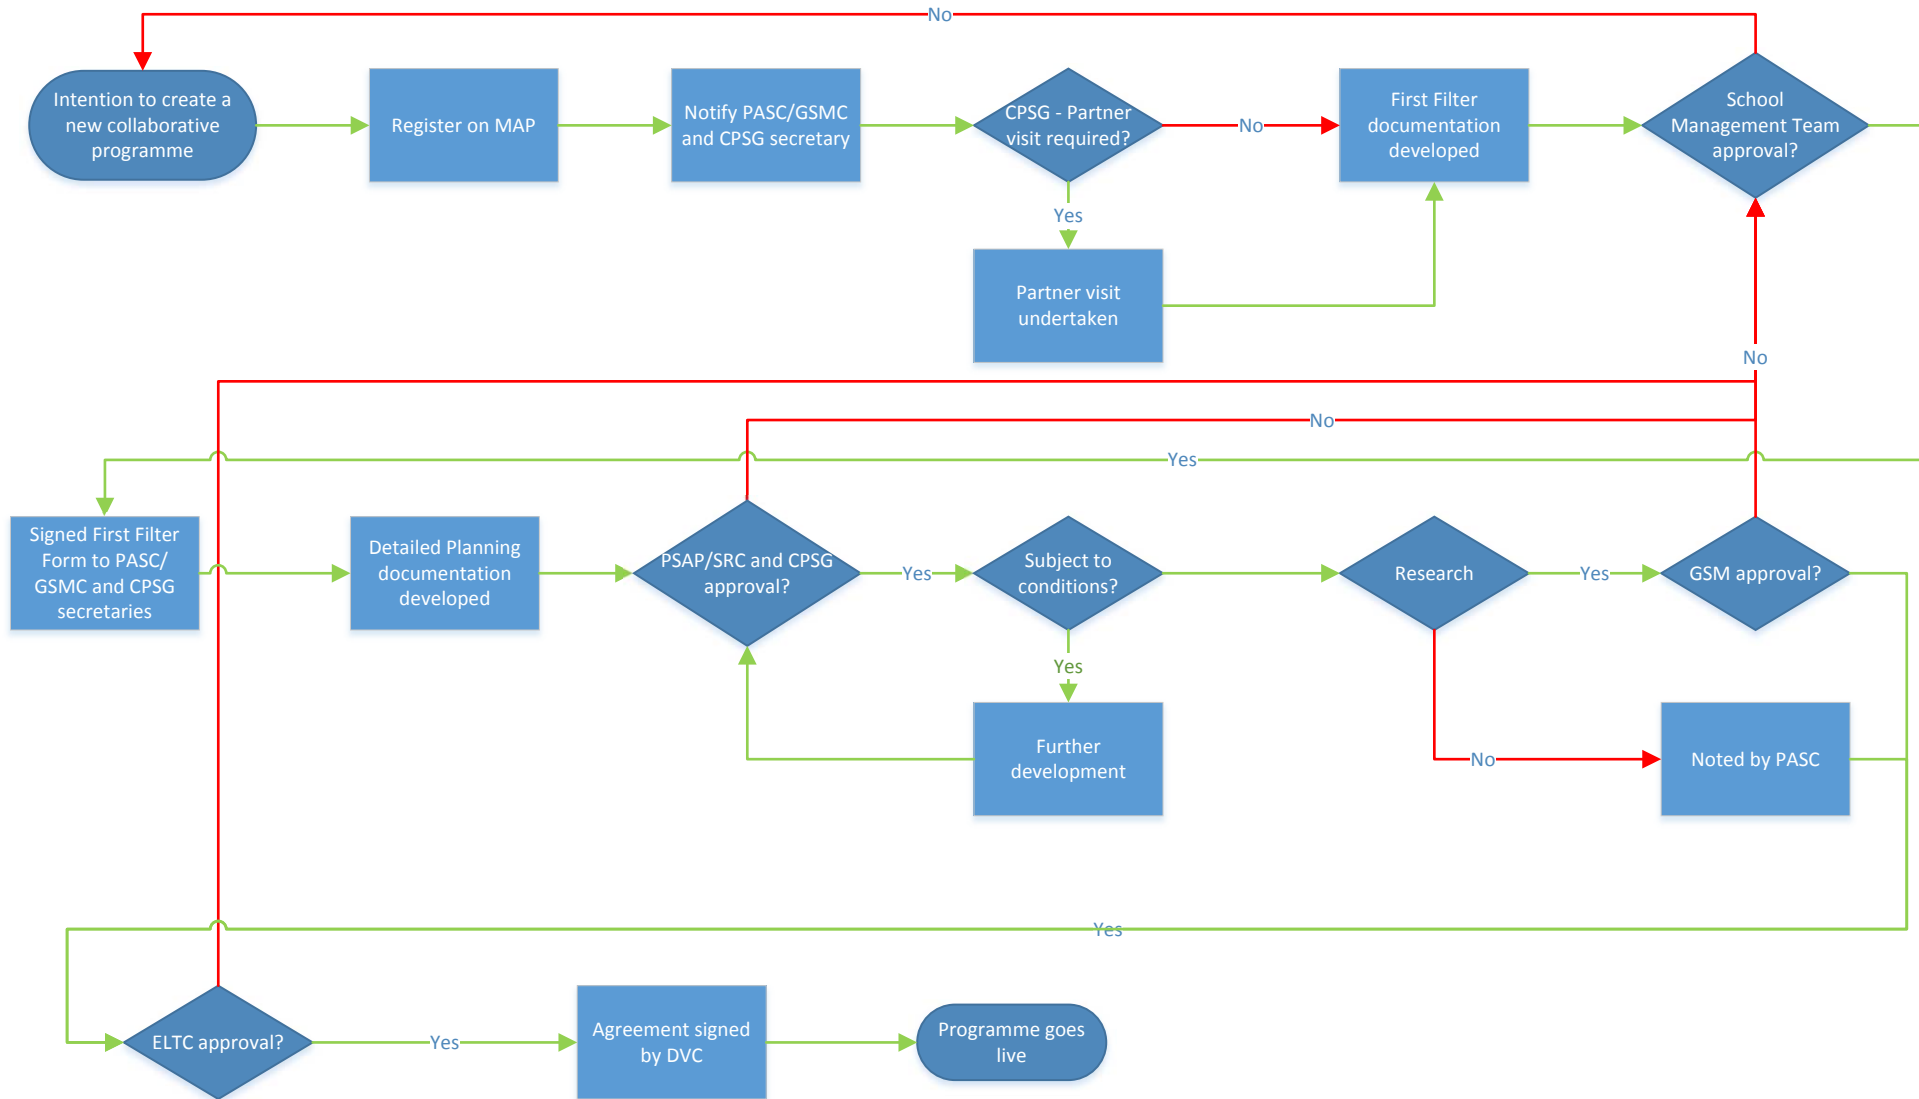 No
Intention to create a
new collaborative
programme
Register on MAP
Notify PASC/GSMC
and CPSG secretary
CPSG - Partner
visit required?
No
First Filter
documentation
developed
School
Management Team
approval?
Yes
Partner visit
undertaken
No
No
Yes
Signed First Filter
Form to PASC/
GSMC and CPSG
secretaries
Detailed Planning
documentation
developed
PSAP/SRC and CPSG
approval?
Yes
Subject to
conditions?
Research
Yes
GSM approval?
Yes
Further
development
No
Noted by PASC
Yes
ELTC approval?
Yes
Agreement signed
by DVC
Programme goes
live